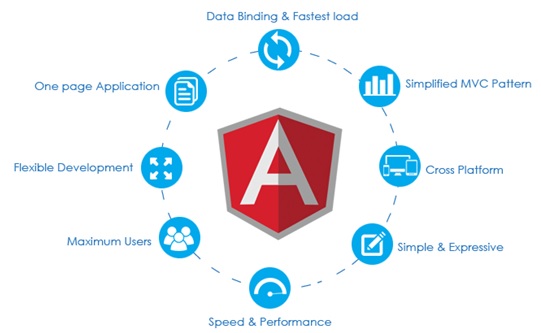 Data Binding & Fastest load
One page Application
Simplified MVC Pattern
Flexible Development
Cross Platform
Maximum Users
Simple & Expressive
Speed & Performance
A